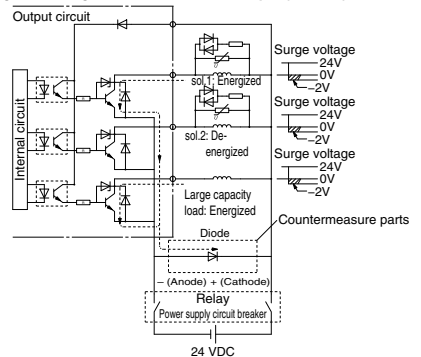 Output circuit
Internal circuit
sol.1: Energized
Surge voltage
24V
0V
−2V
sol.2: De-
energized
Surge voltage
24V
0V
−2V
Large capacity
load: Energized
Surge voltage
24V
0V
−2V
Countermeasure parts
Diode
− (Anode) + (Cathode)
Relay
Power supply circuit breaker
24 VDC